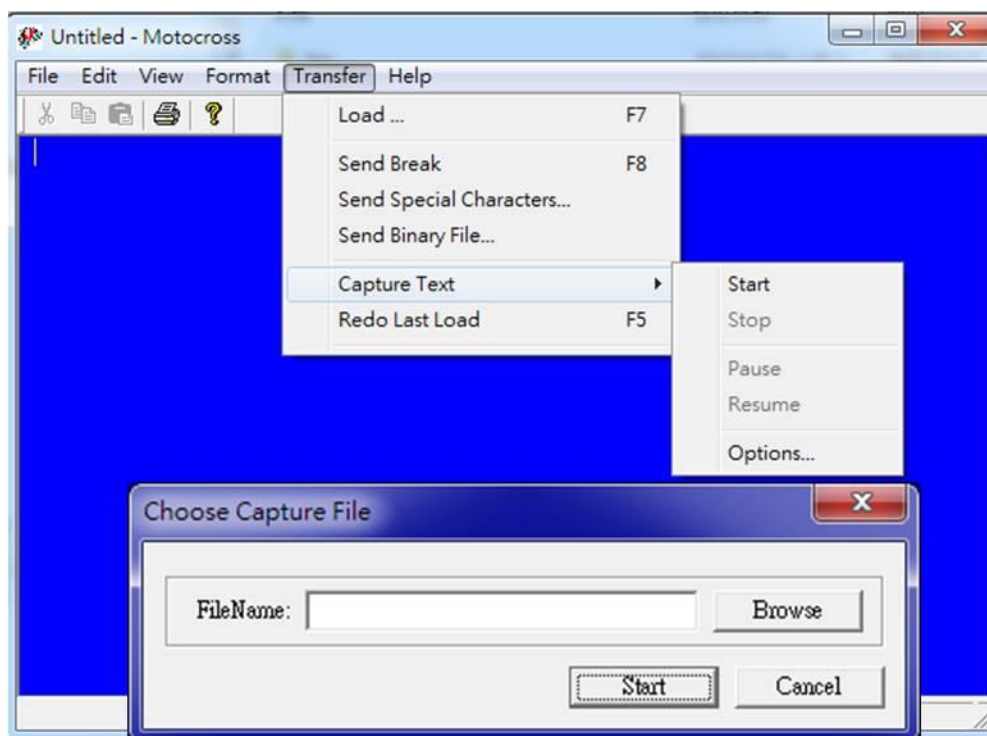 Untitled - Motocross
File Edit View Format Transfer Help
Load ... F7
Send Break F8
Send Special Characters...
Send Binary File...
Capture Text
Redo Last Load F5
Start
Stop
Pause
Resume
Options...
Choose Capture File
FileName: Browse
Start Cancel